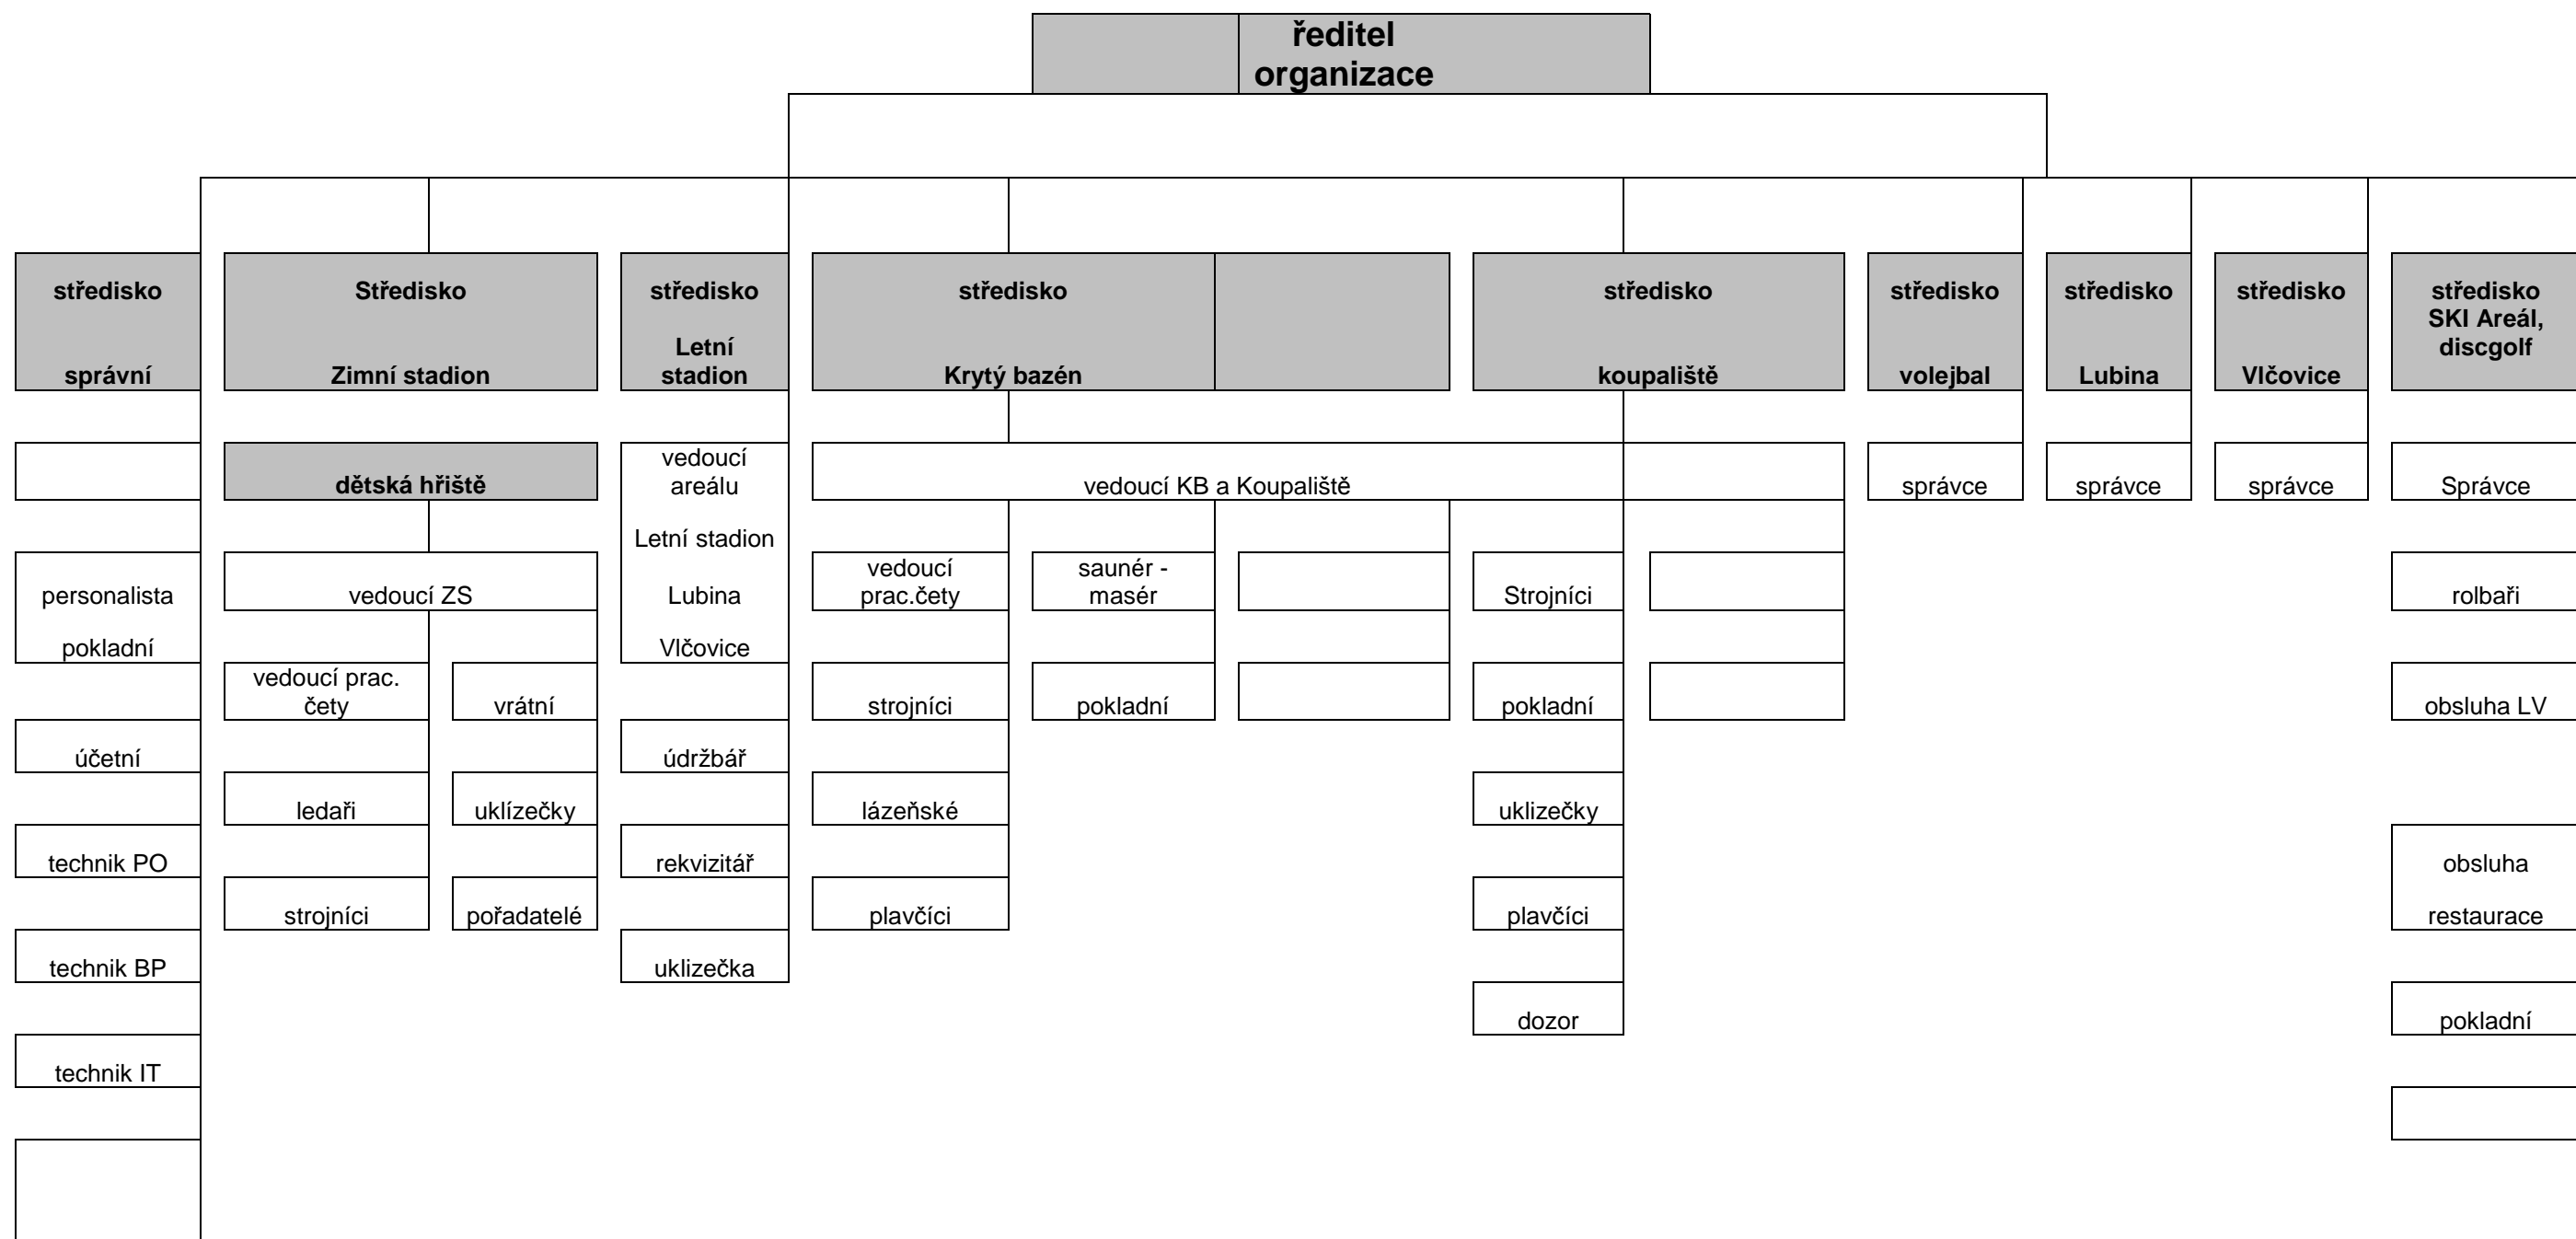 ředitel
organizace
středisko
správní
Středisko
Zimní stadion
středisko
Letní
stadion
středisko
Krytý bazén
středisko
koupaliště
středisko
volejbal
středisko
Lubina
středisko
Vlčovice
středisko
SKI Areál,
discgolf
dětská hřiště
vedoucí
areálu
Letní stadion
Lubina
Vlčovice
vedoucí KB a Koupaliště
správce
správce
správce
Správce
personalista
pokladní
účetní
technik PO
technik BP
technik IT
vedoucí ZS
vedoucí prac.
čety
ledaři
strojníci
vrátní
uklízečky
pořadatelé
údržbář
rekvizitář
uklizečka
vedoucí
prac.čety
strojníci
lázeňské
plavčíci
saunér -
masér
pokladní
Strojníci
pokladní
uklizečky
plavčíci
dozor
rolbaři
obsluha LV
obsluha
restaurace
pokladní